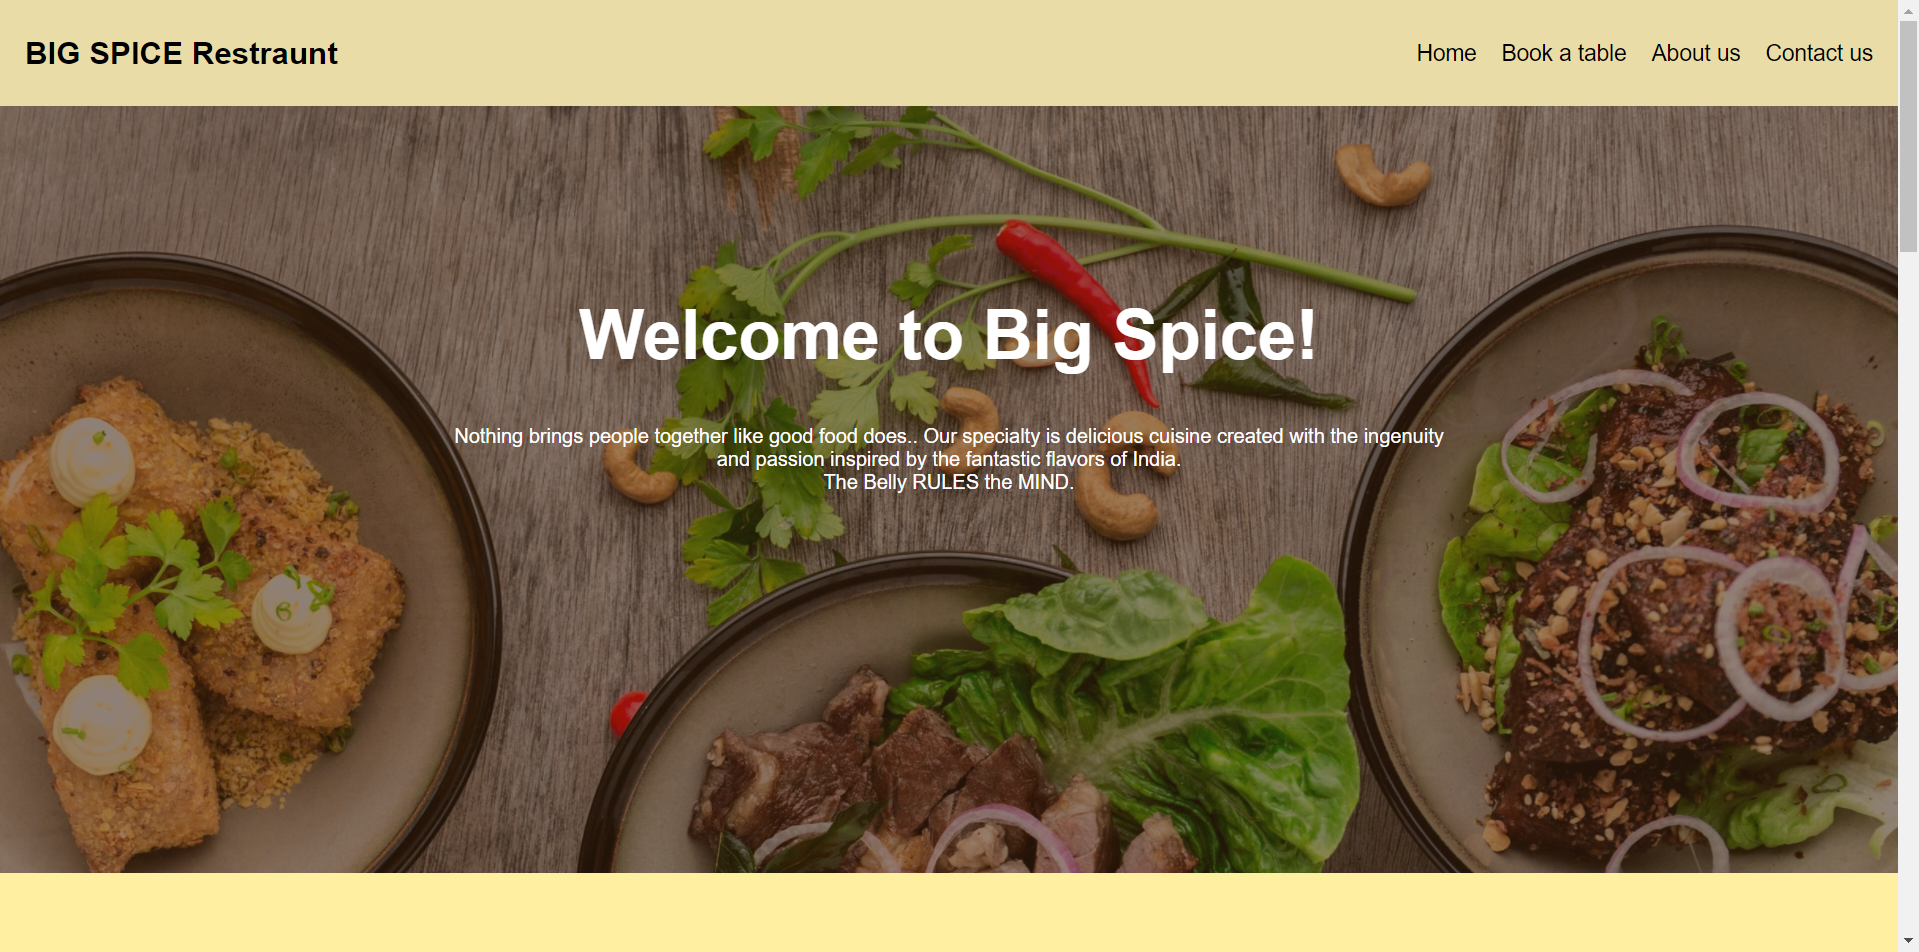 BIG SPICE Restraunt
Home Book a table About us Contact us
Welcome to Big Spice!
Nothing brings people together like good food does.. Our specialty is delicious cuisine created with the ingenuity
and passion inspired by the fantastic flavors of India.
The Belly RULES the MIND.